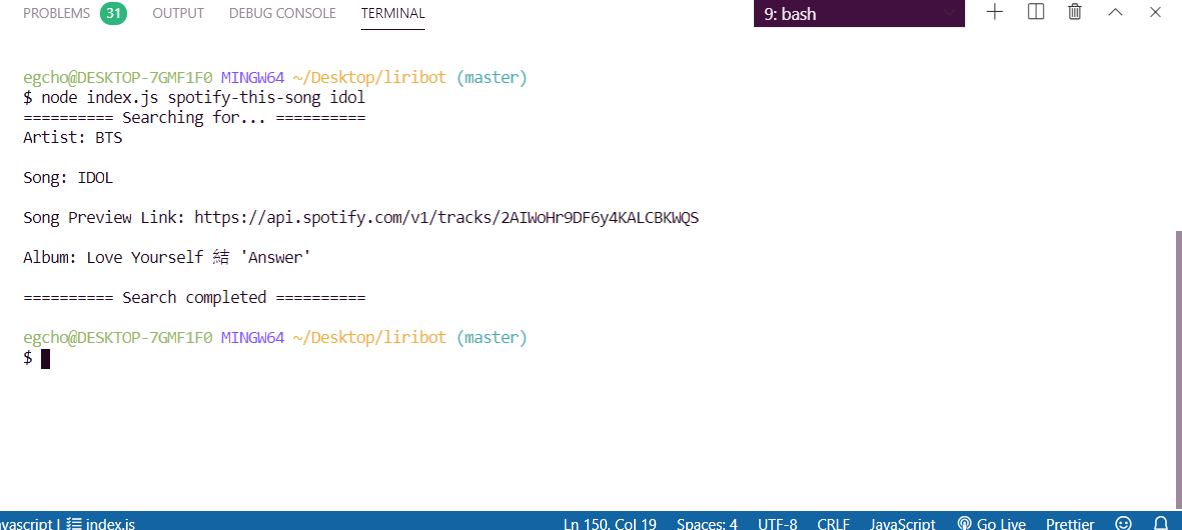 PROBLEMS 31 OUTPUT DEBUG CONSOLE TERMINAL 9: bash
egcho@DESKTOP-7GMF1F0 MINGW64 ~/Desktop/liribot (master)
$ node index.js spotify-this-song idol
========== Searching for... ==========
Artist: BTS
Song: IDOL
Song Preview Link: https://api.spotify.com/v1/tracks/2AIWoHr9DF6y4KALCBKWQS
Album: Love Yourself 結 'Answer'
========== Search completed ==========
egcho@DESKTOP-7GMF1F0 MINGW64 ~/Desktop/liribot (master)
$
avascript | index.js Ln 150, Col 19 Spaces: 4 UTF-8 CRLF JavaScript Go Live Prettier